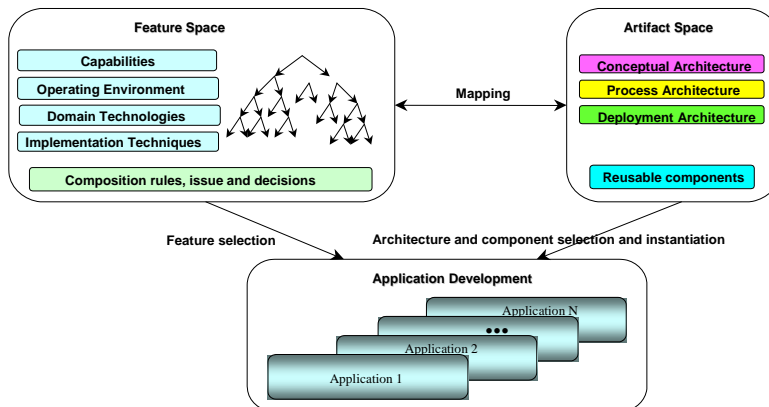 Feature Space
Capabilities
Operating Environment
Domain Technologies
Implementation Techniques
Composition rules, issue and decisions
Mapping
Artifact Space
Conceptual Architecture
Process Architecture
Deployment Architecture
Reusable components
Feature selection
Architecture and component selection and instantiation
Application Development
Application N
•••
Application 2
Application 1